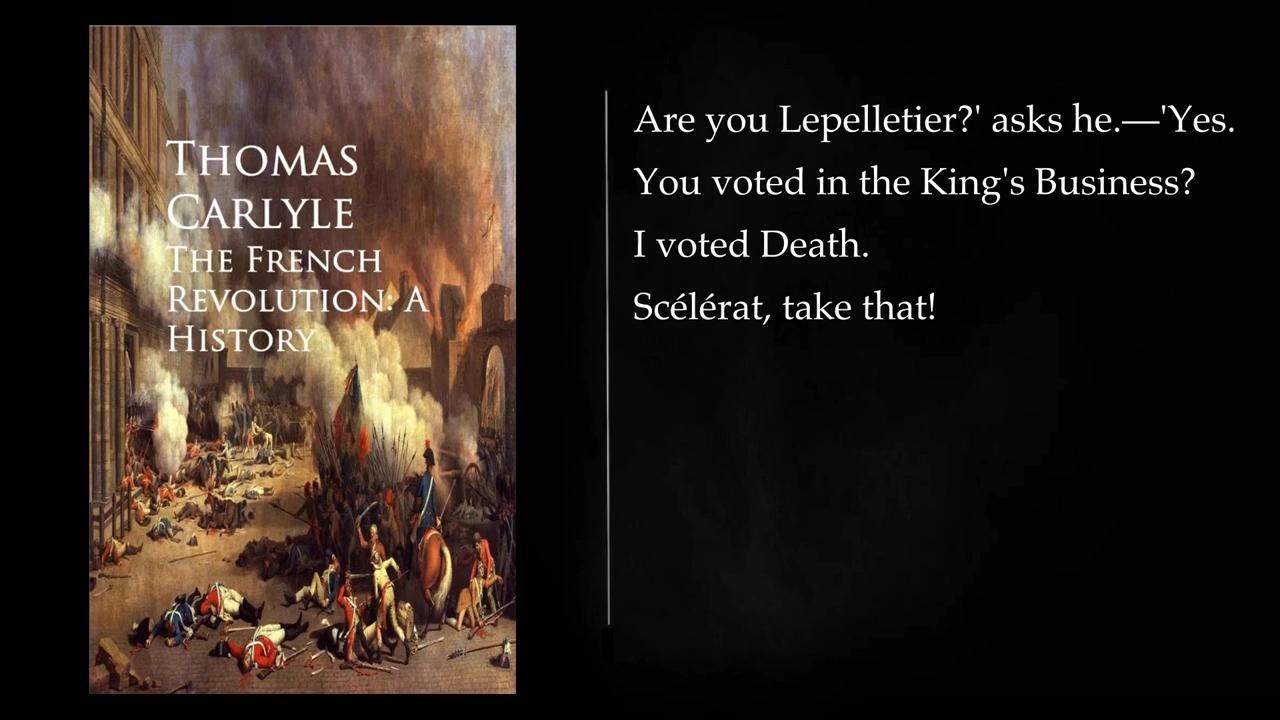 THOMAS
CARLYLE
THE FRENCH
REVOLUTION: A
HISTORY
Are you Lepelletier?' asks he.—'Yes.
You voted in the King's Business?
I voted Death.
Scélérat, take that!